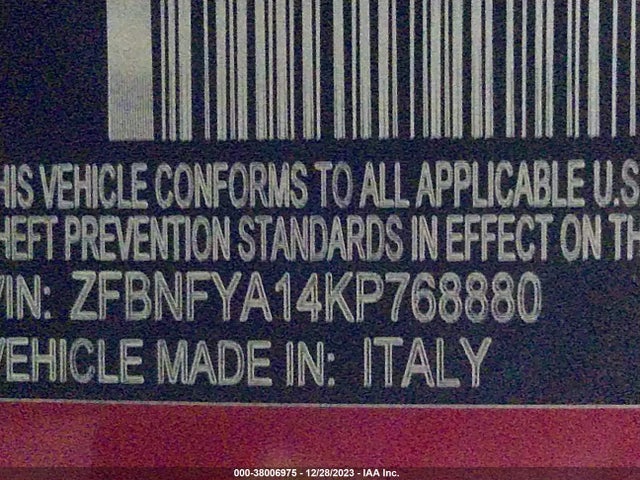 HIS VEHICLE CONFORMS TO ALL APPLICABLE U.S
HEFT PREVENTION STANDARDS IN EFFECT ON TH
VIN: ZFBNFYA14KP768880
VEHICLE MADE IN: ITALY
000-38006975 - 12/28/2023 - IAA Inc.